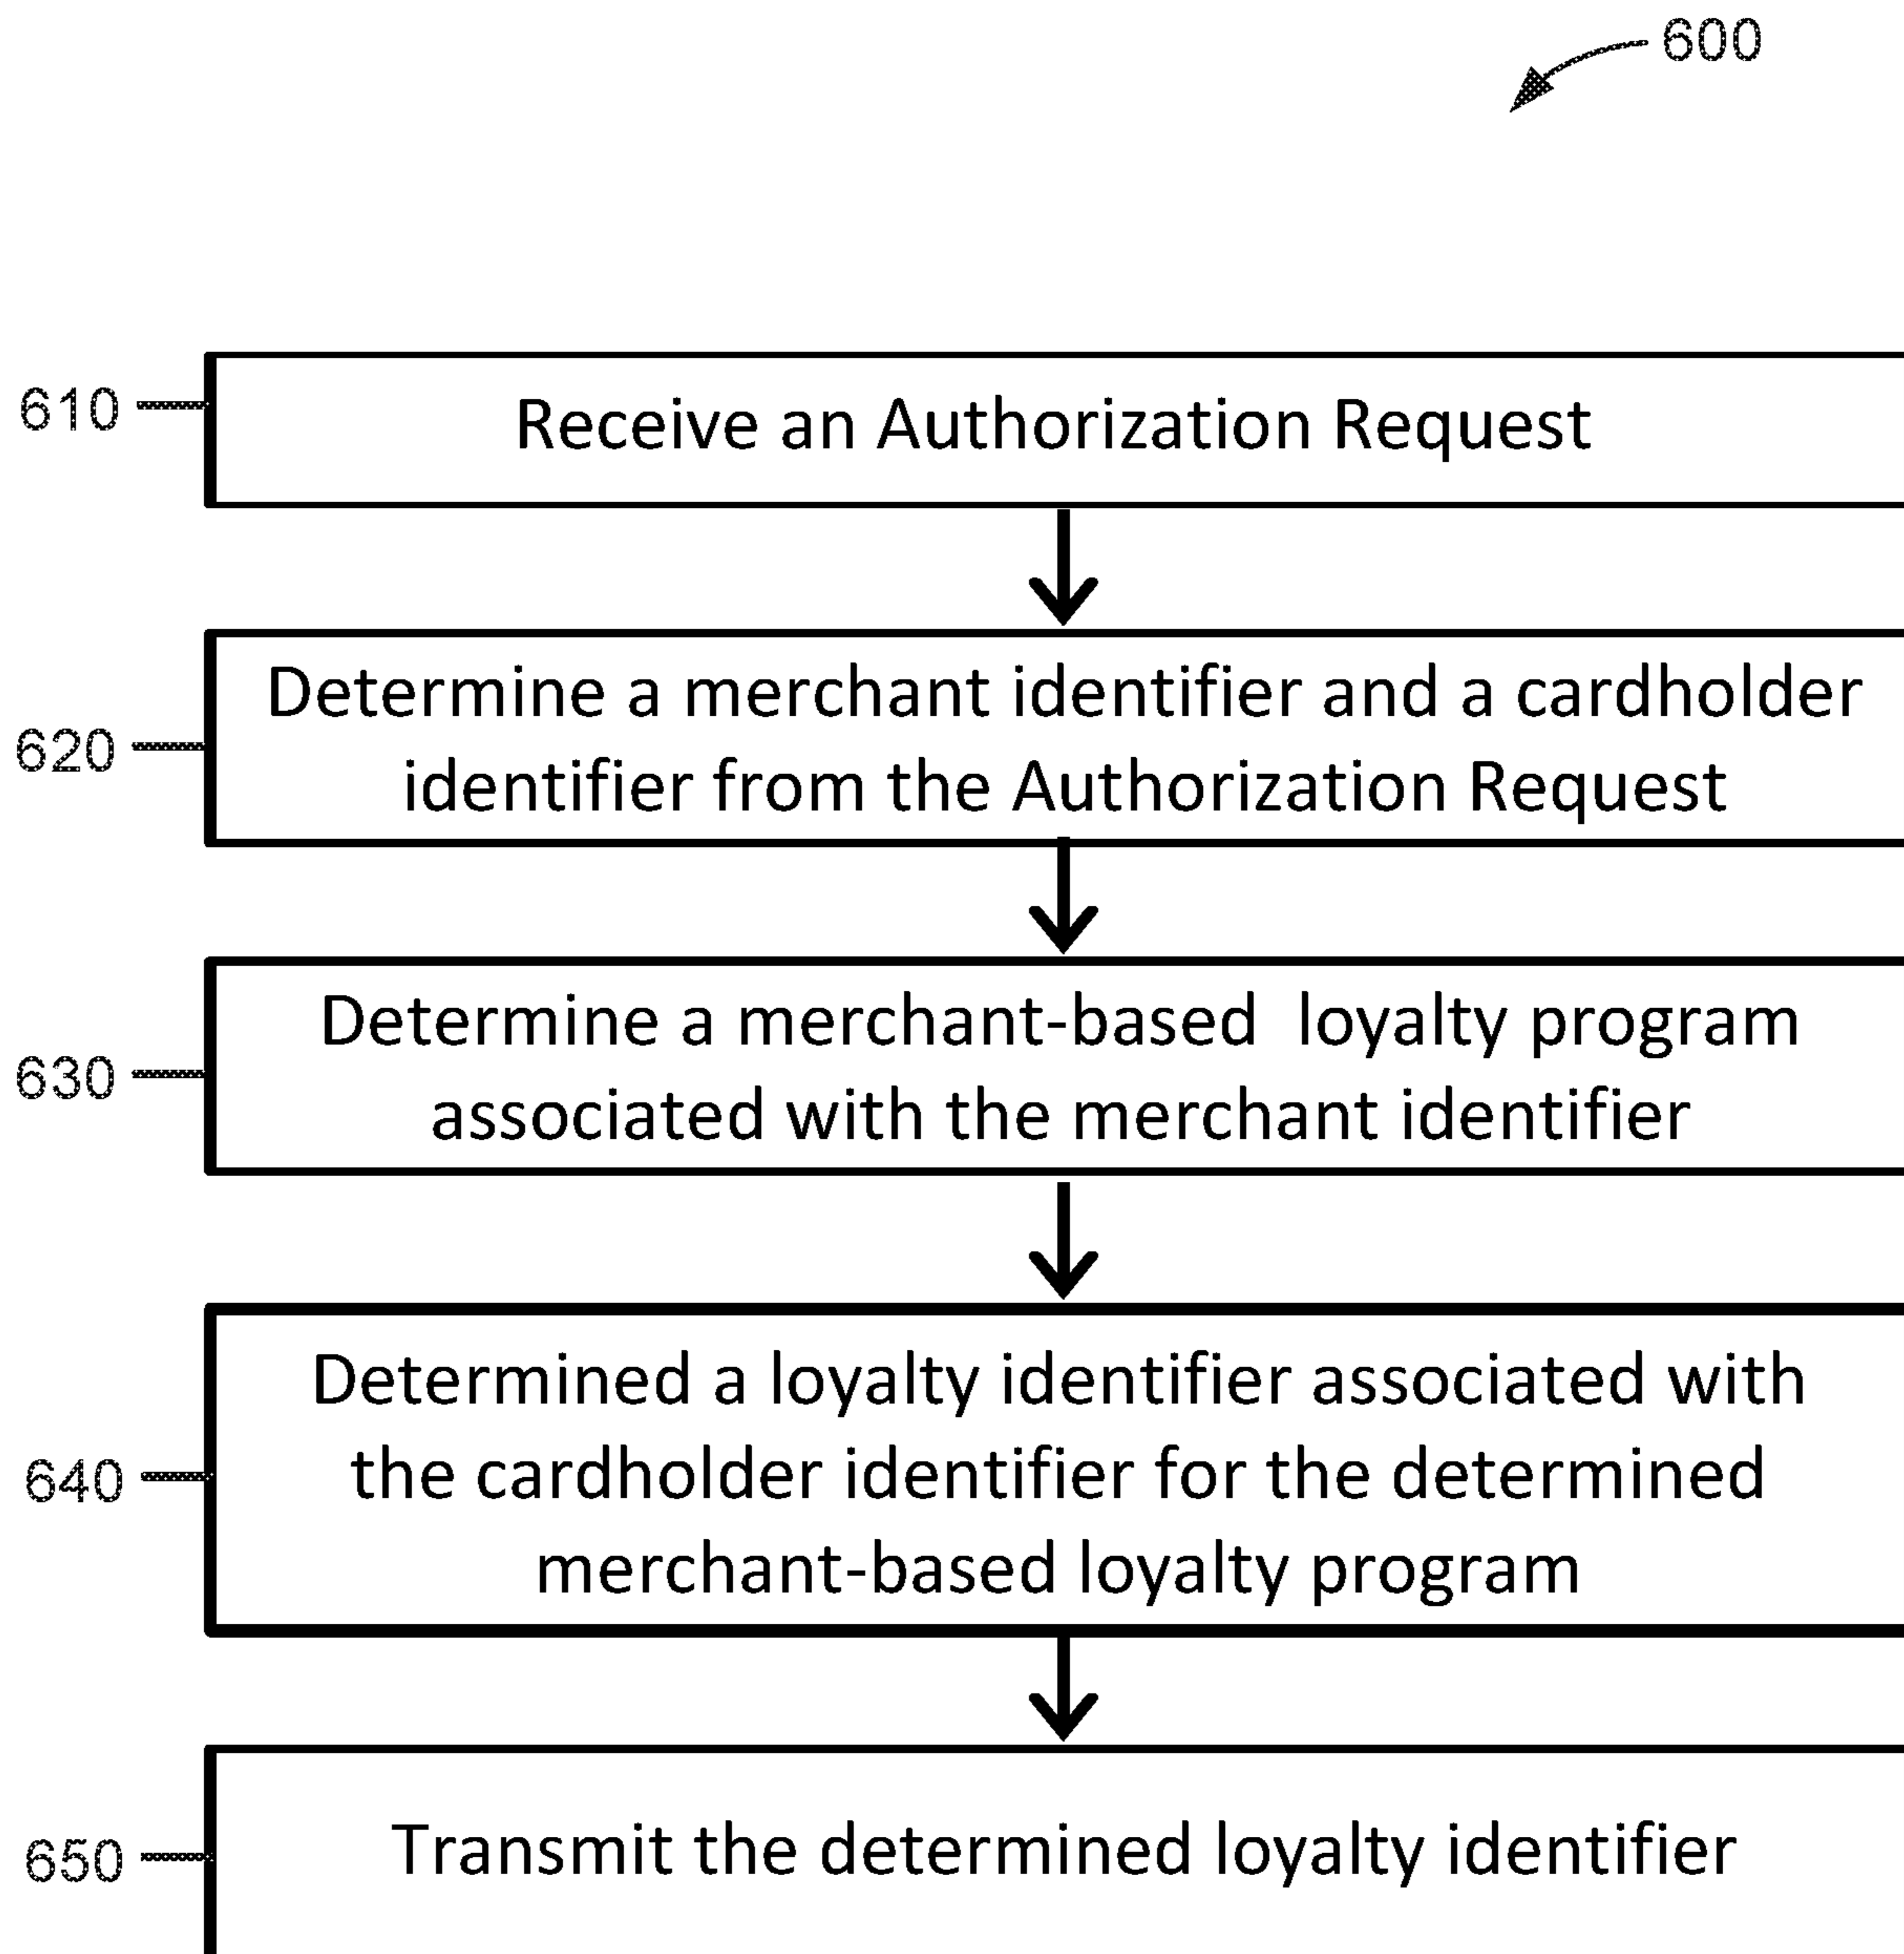 600
610
Receive an Authorization Request
620
Determine a merchant identifier and a cardholder
identifier from the Authorization Request
630
Determine a merchant-based loyalty program
associated with the merchant identifier
640
Determined a loyalty identifier associated with
the cardholder identifier for the determined
merchant-based loyalty program
650
Transmit the determined loyalty identifier